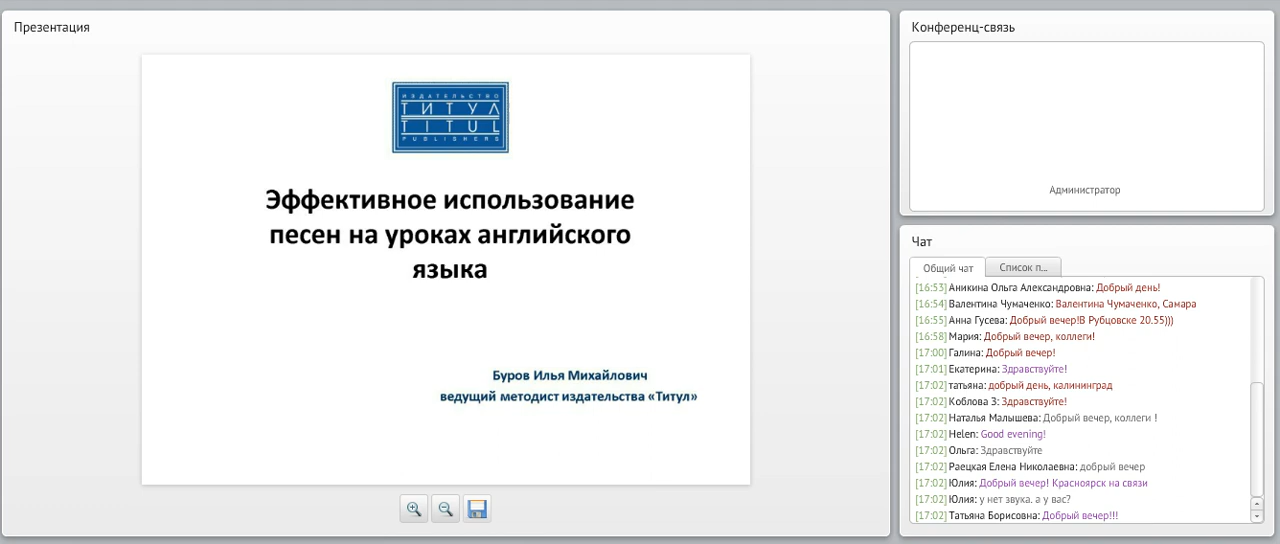 Презентация
ИЗДАТЕЛЬСТВО
ТИТУЛ
TITUL
PUBLISHERS
Эффективное использование
песен на уроках английского
языка
Буров Илья Михайлович
ведущий методист издательства «Титул»
Конференц-связь
Администратор
Чат
Общий чат
Список п...
[16:53] Аникина Ольга Александровна: Добрый день!
[16:54] Валентина Чумаченко: Валентина Чумаченко, Самара
[16:55] Анна Гусева: Добрый вечер!В Рубцовске 20.55)))
[16:58] Мария: Добрый вечер, коллеги!
[17:00] Галина: Добрый вечер!
[17:01] Екатерина: Здравствуйте!
[17:02] татьяна: добрый день, калининград
[17:02] Коблова З: Здравствуйте!
[17:02] Наталья Малышева: Добрый вечер, коллеги !
[17:02] Helen: Good evening!
[17:02] Ольга: Здравствуйте
[17:02] Раецкая Елена Николаевна: добрый вечер
[17:02] Юлия: Добрый вечер! Красноярск на связи
[17:02] Юлия: у нет звука. а у вас?
[17:02] Татьяна Борисовна: Добрый вечер!!!